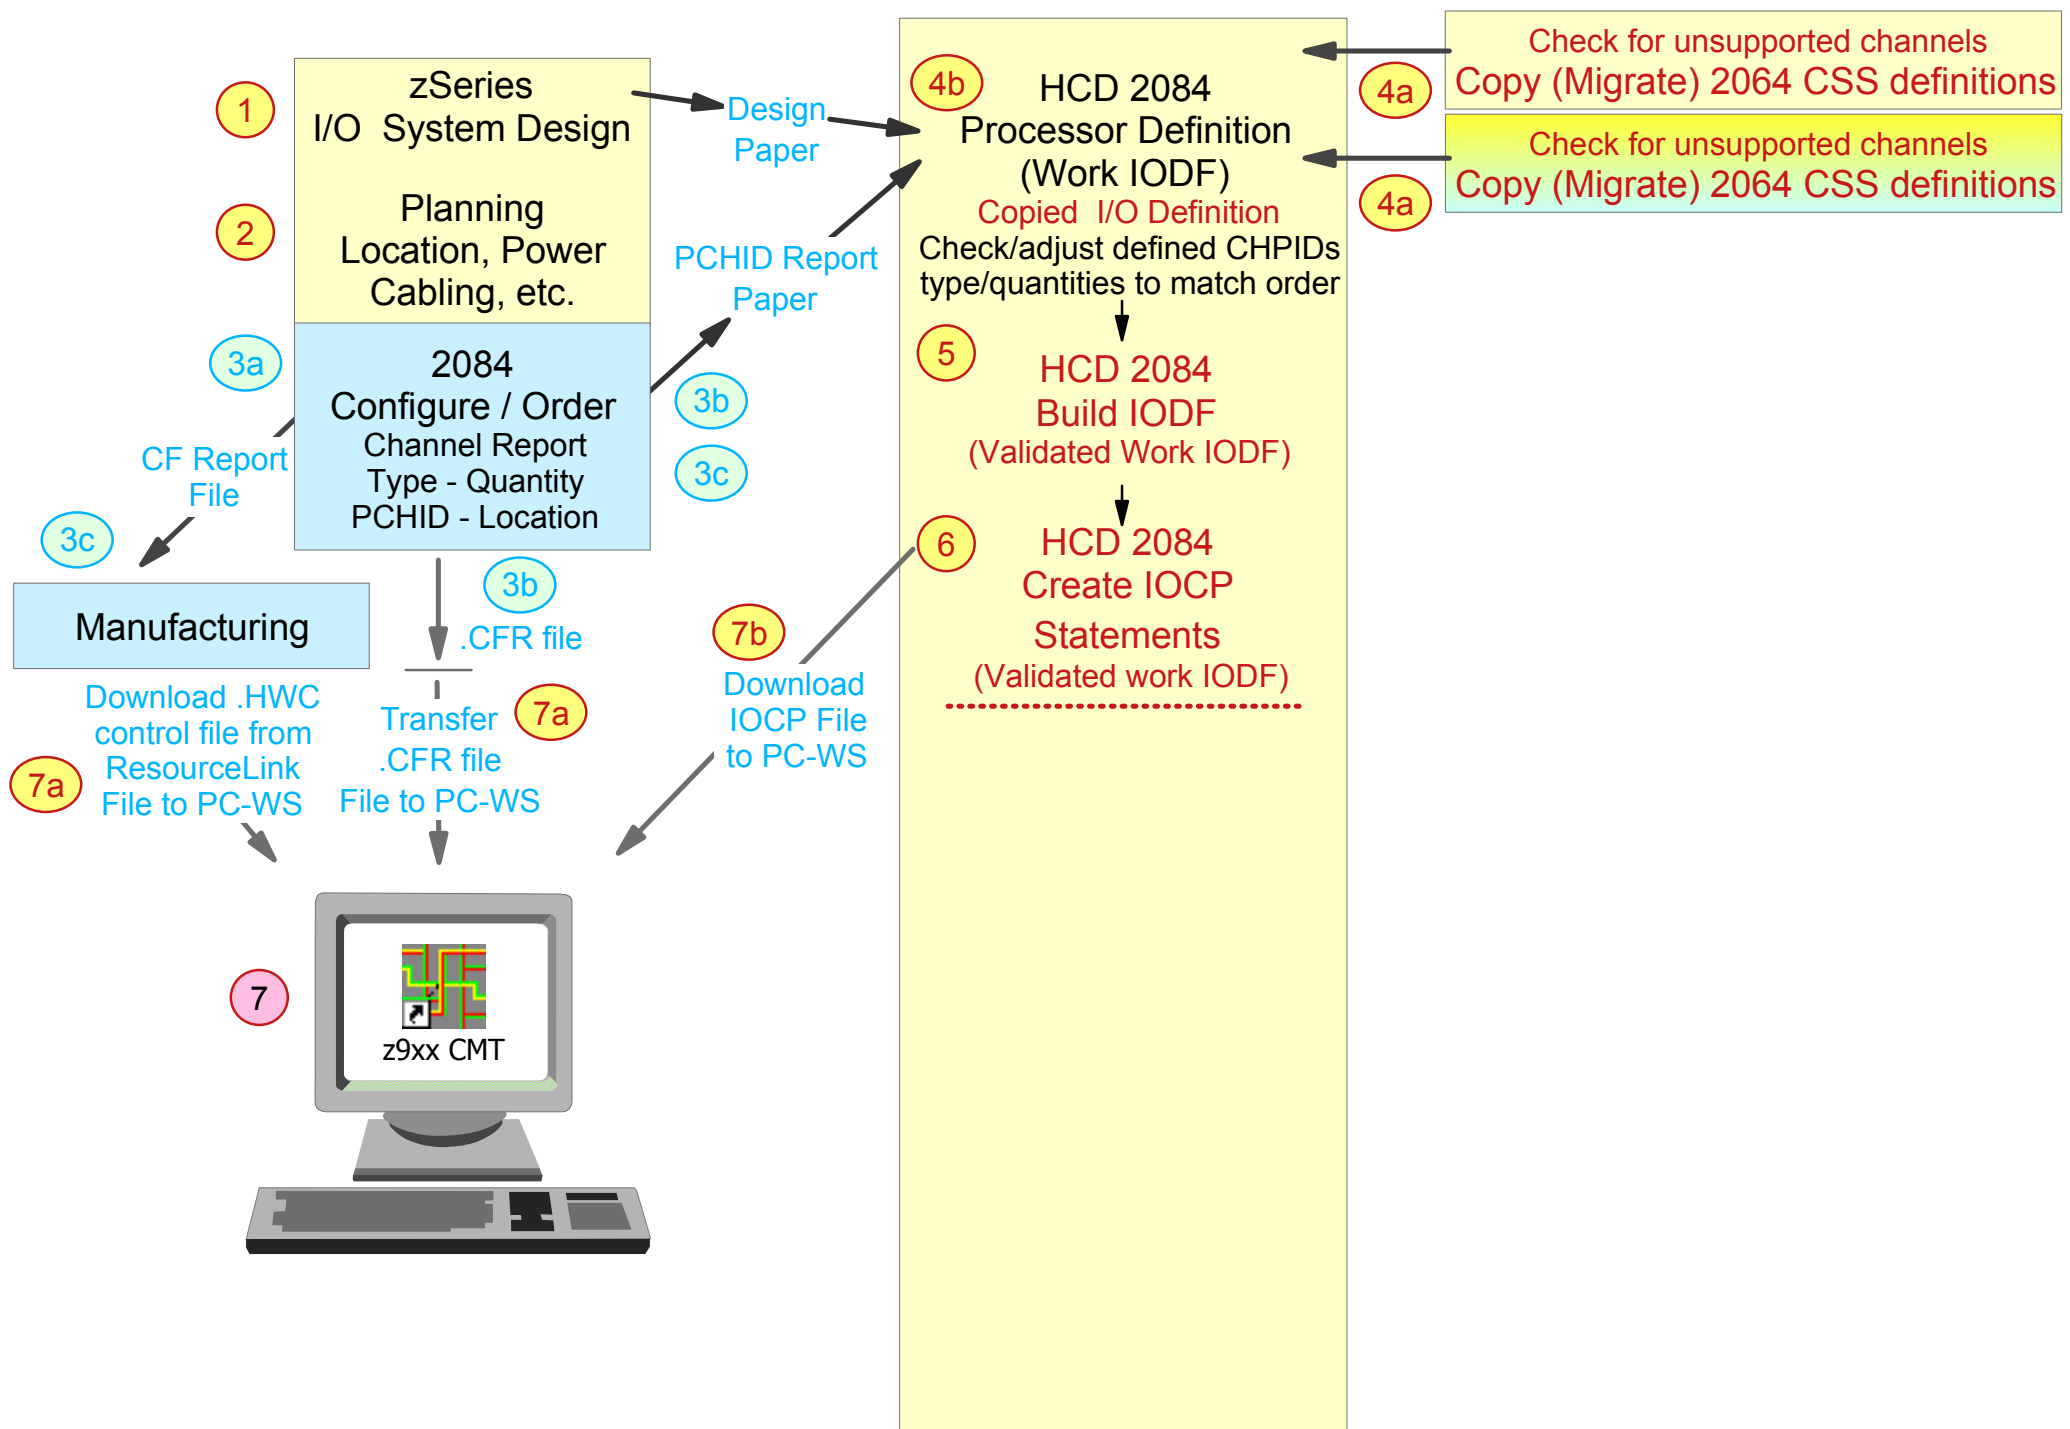 1
zSeries
I/O System Design
2
Planning
Location, Power
Cabling, etc.
3a
2084
Configure / Order
Channel Report
Type - Quantity
PCHID - Location
Design
Paper
PCHID Report
Paper
3b
3c
CF Report
File
3c
Manufacturing
3b
.CFR file
7a
Download .HWC
control file from
ResourceLink
File to PC-WS
7a
Transfer
.CFR file
File to PC-WS
7b
Download
IOCP File
to PC-WS
7
z9xx CMT
4b
HCD 2084
Processor Definition
(Work IODF)
Copied I/O Definition
Check/adjust defined CHPIDs
type/quantities to match order
5
HCD 2084
Build IODF
(Validated Work IODF)
6
HCD 2084
Create IOCP
Statements
(Validated work IODF)
4a
Check for unsupported channels
Copy (Migrate) 2064 CSS definitions
4a
Check for unsupported channels
Copy (Migrate) 2064 CSS definitions